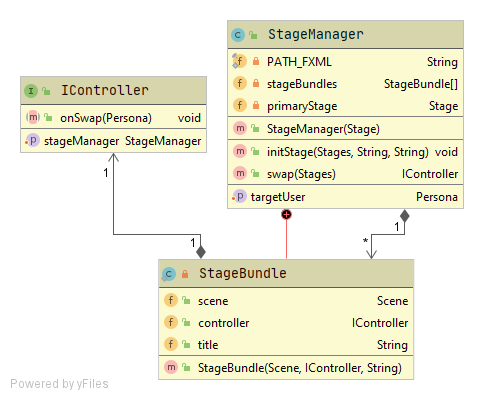 StageManager
PATH_FXML String
stageBundles StageBundle[]
primaryStage Stage
StageManager(Stage)
initStage(Stages, String, String) void
swap(Stages) IController
targetUser Persona
IController
onSwap(Persona) void
stageManager StageManager
1
1
1
*
StageBundle
scene Scene
controller IController
title String
StageBundle(Scene, IController, String)
Powered by yFiles